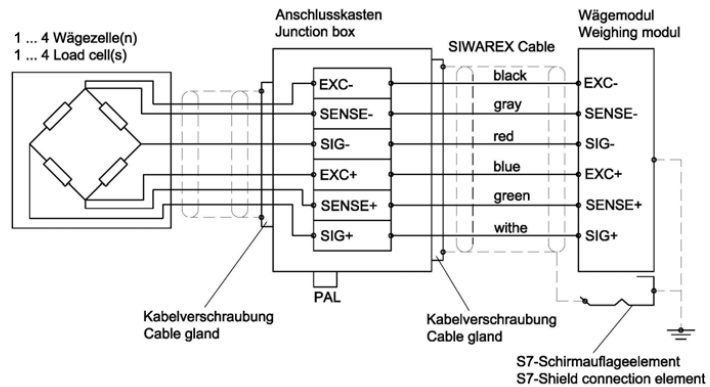 1 ... 4 Wägezelle(n)
1 ... 4 Load cell(s)
Anschlusskasten
Junction box
SIWAREX Cable
Wägemodul
Weighing modul
EXC-
SENSE-
SIG-
EXC+
SENSE+
SIG+
black
gray
red
blue
green
withe
EXC-
SENSE-
SIG-
EXC+
SENSE+
SIG+
PAL
Kabelverschraubung
Cable gland
Kabelverschraubung
Cable gland
S7-Schirmauflageelement
S7-Shield connection element